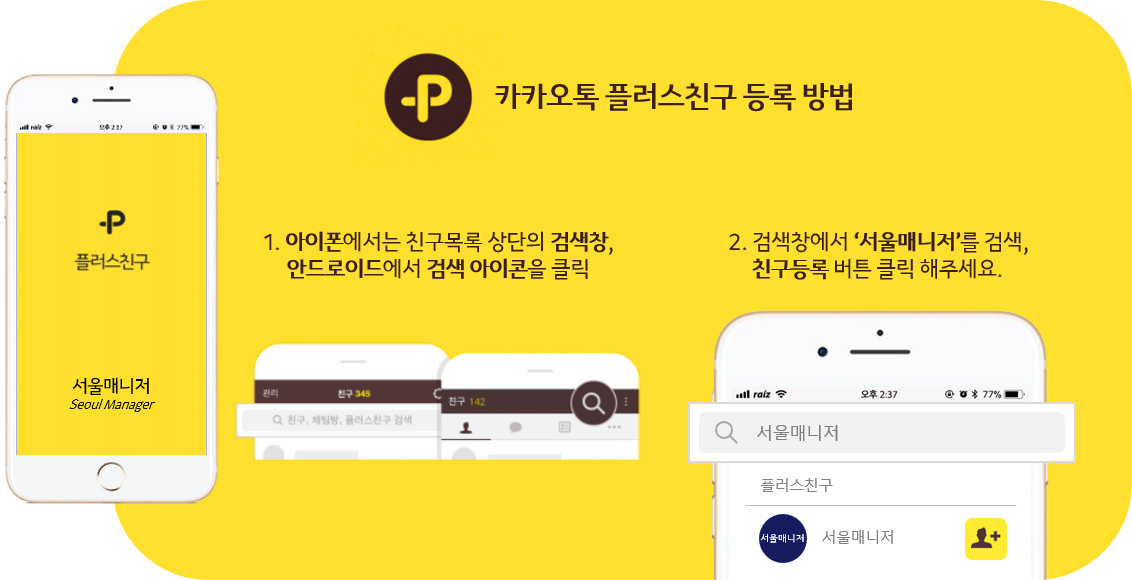 카카오톡 플러스친구 등록 방법
raiz 오후 2:37 77%
플러스친구
서울매니저
Seoul Manager
1. 아이폰에서는 친구목록 상단의 검색창,
안드로이드에서 검색 아이콘을 클릭
관리 친구 345
친구, 채팅방, 플러스친구 검색
친구 142
2. 검색창에서 ‘서울매니저’를 검색,
친구등록 버튼 클릭 해주세요.
raiz 오후 2:37 77%
서울매니저
플러스친구
서울매니저 서울매니저